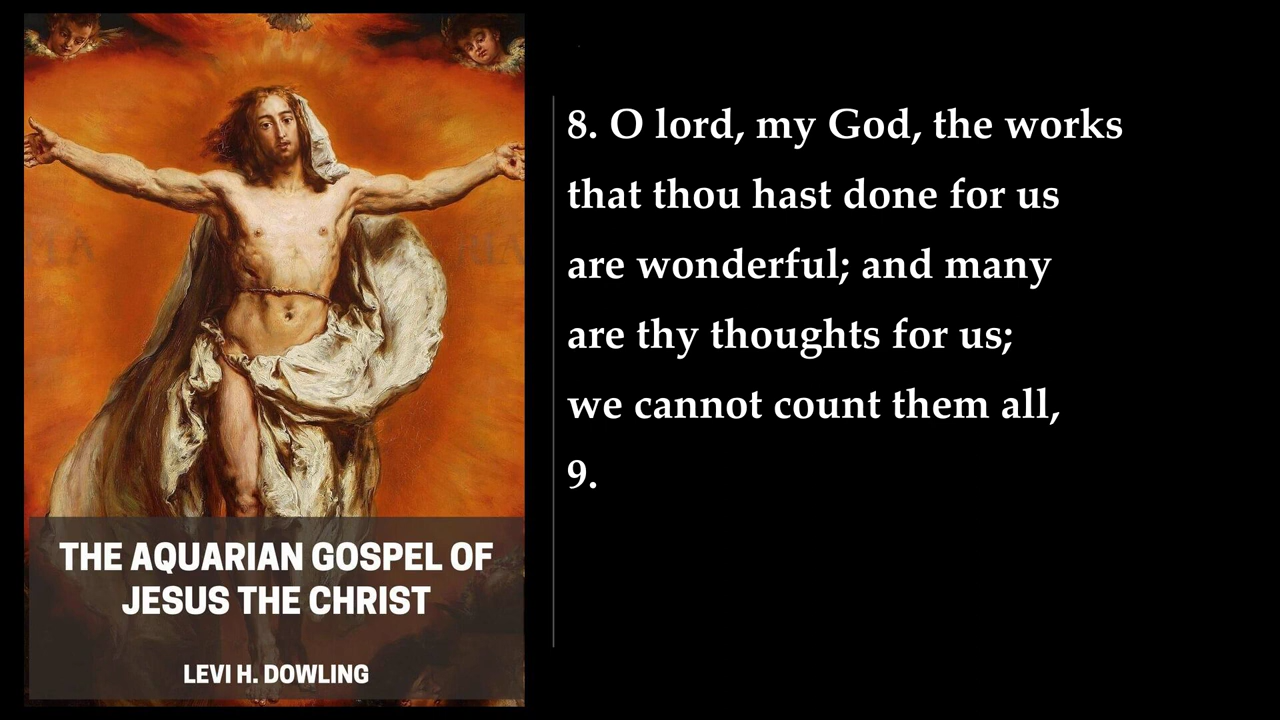 8. O lord, my God, the works
that thou hast done for us
are wonderful; and many
are thy thoughts for us;
we cannot count them all,
9.
THE AQUARIAN GOSPEL OF
JESUS THE CHRIST
LEVI H. DOWLING